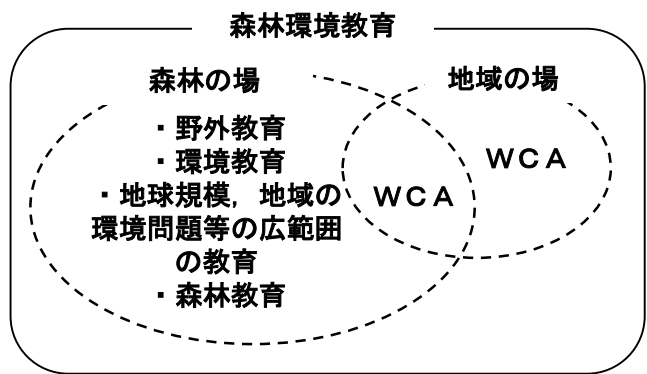 森林環境教育
森林の場
地域の場
・野外教育
・環境教育
・地球規模，地域の
環境問題等の広範囲
の教育
・森林教育
ＷＣＡ
ＷＣＡ